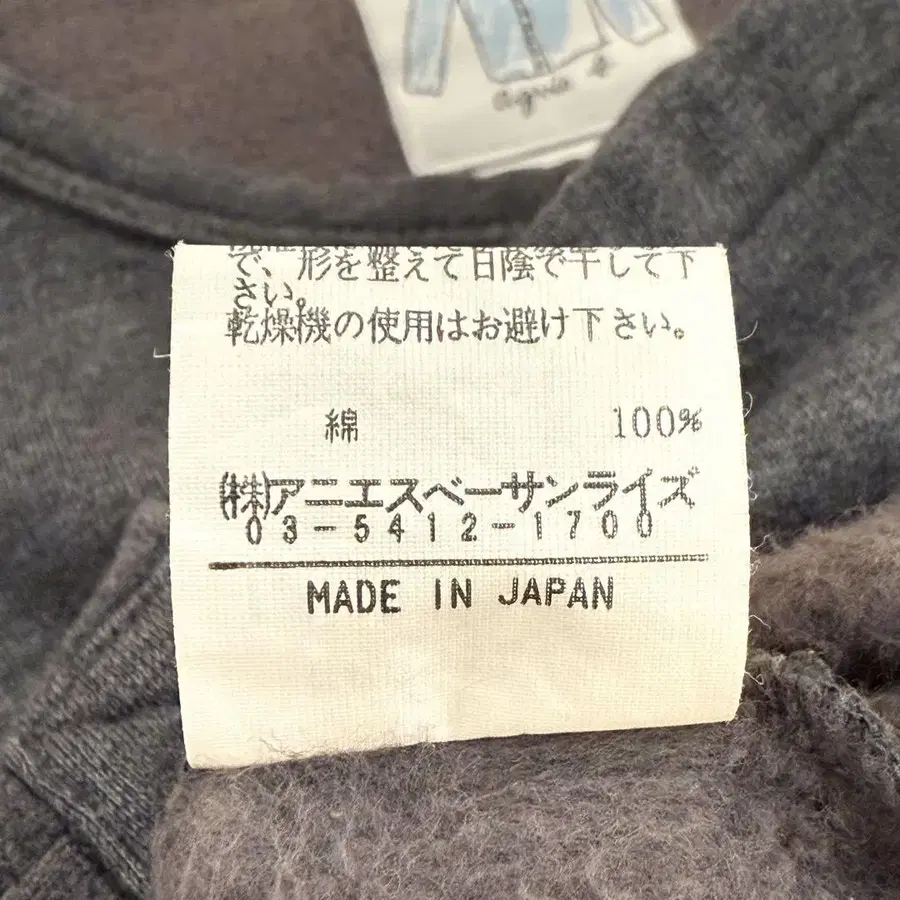 agnès b.
で、形を整えて日陰で干して下
さい。
乾燥機の使用はお避け下さい。
綿 100%
(株)アニエスベーサンライズ
03-5412-1700
MADE IN JAPAN